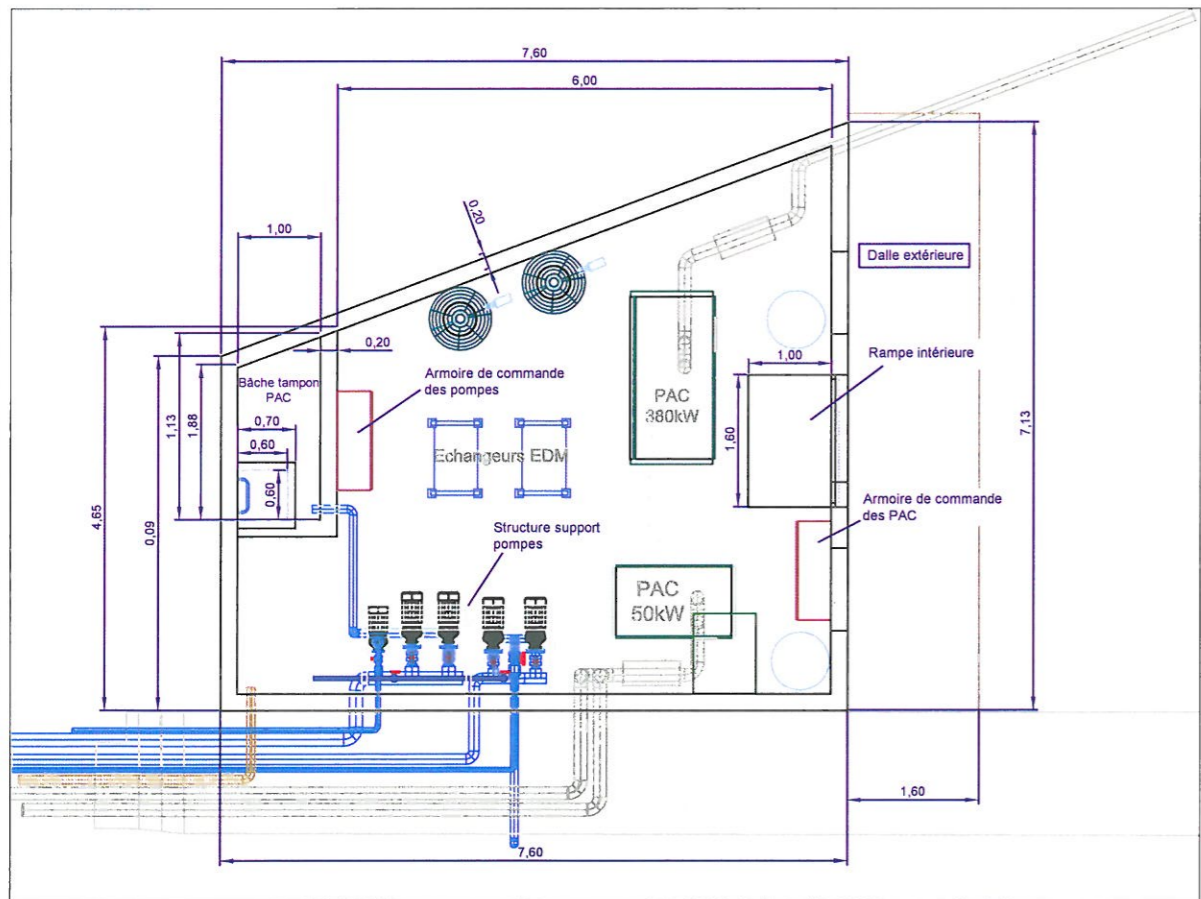 7,60
6,00
0,20
1,00
Dalle extérieure
0,20
1,00
Rampe intérieure
Armoire de commande
des pompes
Bâche tampon
PAC
PAC
380kW
0,70
0,60
1,13
1,88
1,60
7,13
Echangeurs EDM
0,60
4,65
0,09
Armoire de commande
des PAC
Structure support
pompes
PAC
50kW
1,60
7,60